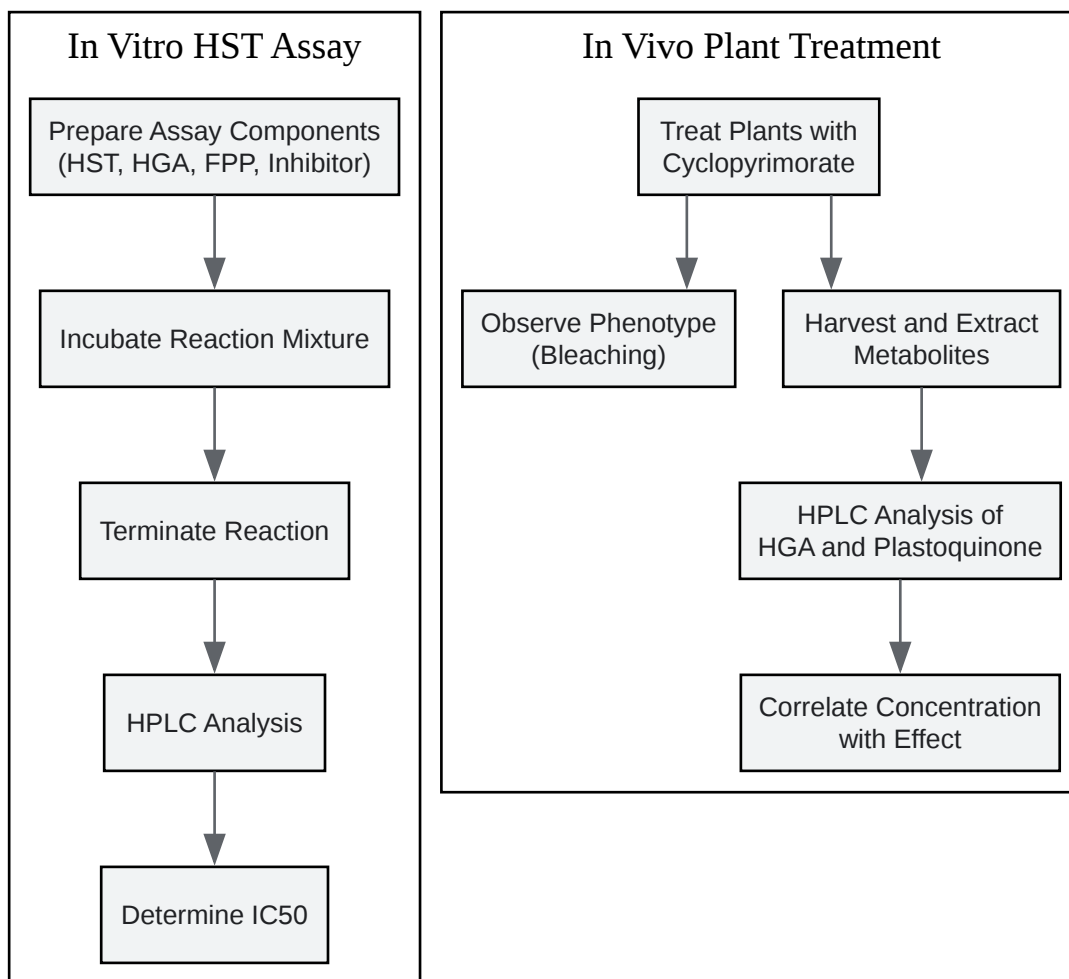 In Vitro HST Assay
Prepare Assay Components
(HST, HGA, FPP, Inhibitor)
Incubate Reaction Mixture
Terminate Reaction
HPLC Analysis
Determine IC50
In Vivo Plant Treatment
Treat Plants with
Cyclopyrimorate
Observe Phenotype
(Bleaching)
Harvest and Extract
Metabolites
HPLC Analysis of
HGA and Plastoquinone
Correlate Concentration
with Effect